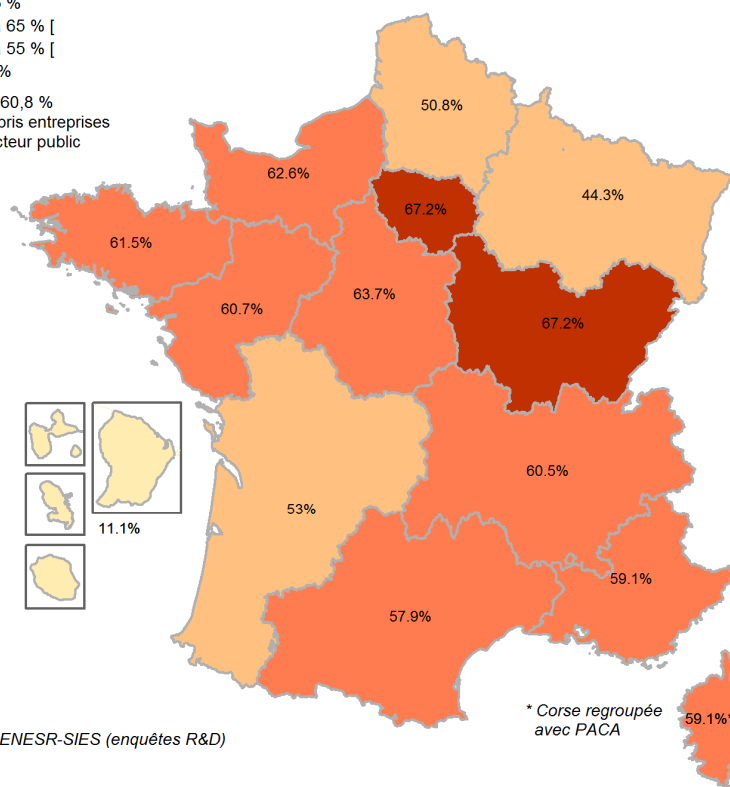 %
65 % [
55 % [
%
60,8 %
pris entreprises
cteur public
50.8%
62.6%
67.2%
44.3%
61.5%
60.7%
63.7%
67.2%
60.5%
53%
11.1%
59.1%
57.9%
* Corse regroupée
avec PACA
59.1%*
ENESR-SIES (enquêtes R&D)